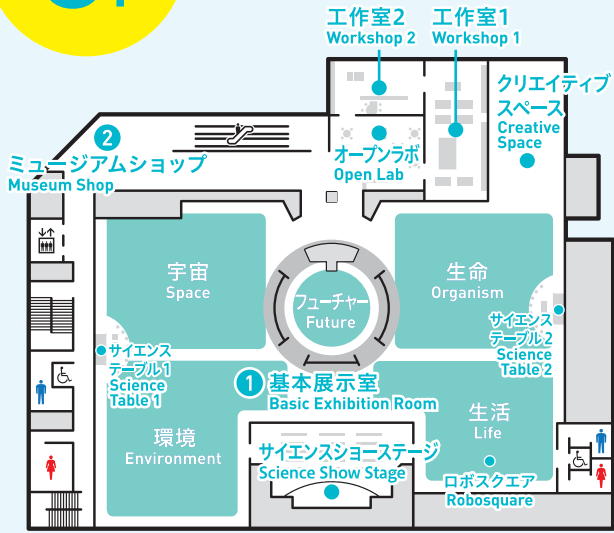 工作室2
Workshop 2
工作室1
Workshop 1
クリエイティブ
スペース
Creative
Space
2
ミュージアムショップ
Museum Shop
オープンラボ
Open Lab
宇宙
Space
フューチャー
Future
生命
Organism
サイエンス
テーブル1
Science
Table 1
サイエンス
テーブル2
Science
Table 2
1 基本展示室
Basic Exhibition Room
環境
Environment
サイエンスショーステージ
Science Show Stage
生活
Life
ロボスクエア
Robosquare